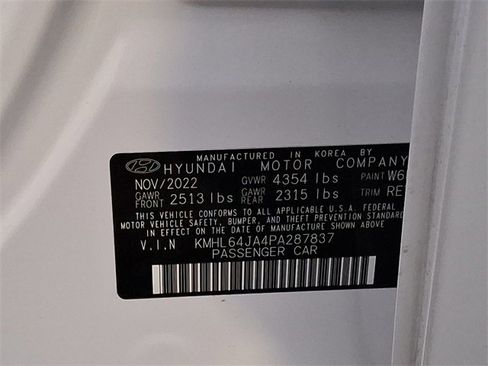 MANUFACTURED IN KOREA BY
HYUNDAI MOTOR COMPANY
NOV/2022 GVWR 4354 lbs PAINT W6
GAWR FRONT 2513 lbs GAWR REAR 2315 lbs TRIM RE
THIS VEHICLE CONFORMS TO ALL APPLICABLE U.S.A. FEDERAL
MOTOR VEHICLE SAFETY, BUMPER, AND THEFT PREVENTION STANDARDS
IN EFFECT ON THE DATE OF MANUFACTURE SHOWN ABOVE.
V.I.N KMHL64JA4PA287837
PASSENGER CAR